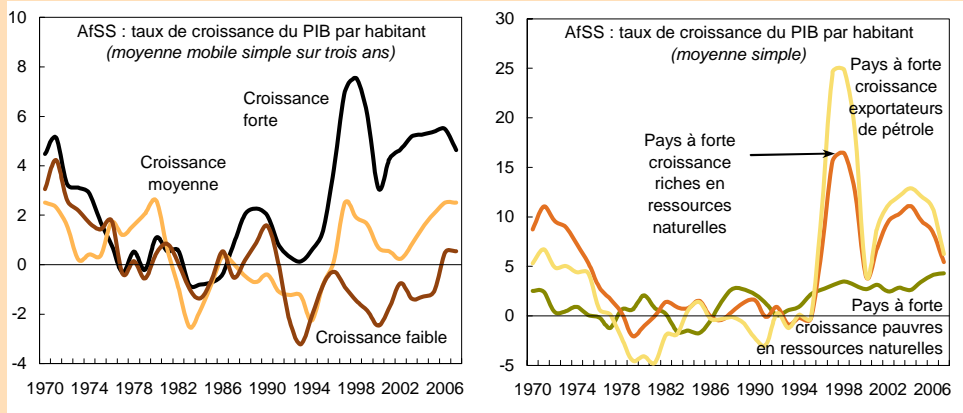 AfSS : taux de croissance du PIB par habitant
(moyenne mobile simple sur trois ans)
10
8
6
4
2
0
-2
-4
Croissance
forte
Croissance
moyenne
Croissance faible
1970 1974 1978 1982 1986 1990 1994 1998 2002 2006
AfSS : taux de croissance du PIB par habitant
(moyenne simple)
30
25
20
15
10
5
0
-5
Pays à forte
croissance
exportateurs
de pétrole
Pays à forte
croissance
riches en
ressources
naturelles
Pays à forte
croissance pauvres
en ressources naturelles
1970 1974 1978 1982 1986 1990 1994 1998 2002 2006